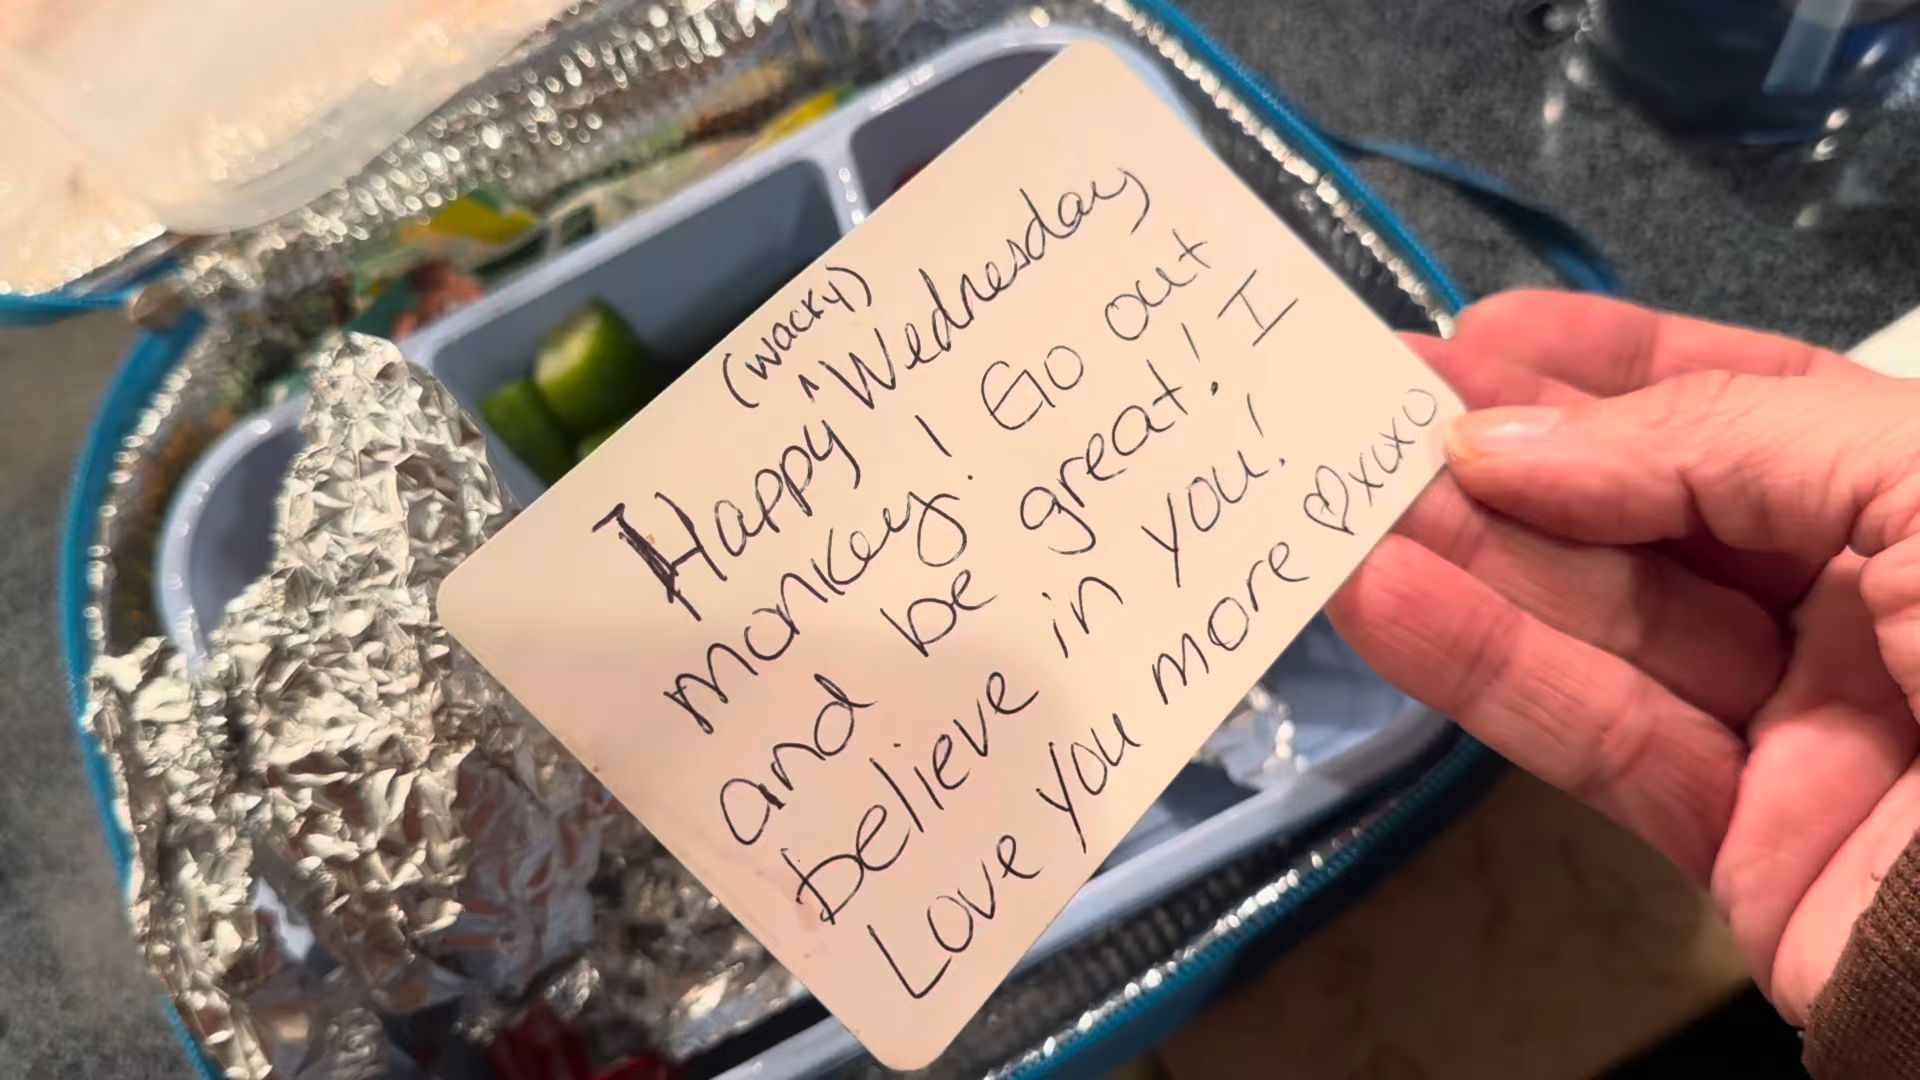 (wacky)
Happy ^ Wednesday
monkey! Go out
and be great! I
believe in you!
Love you more ♡xoxo